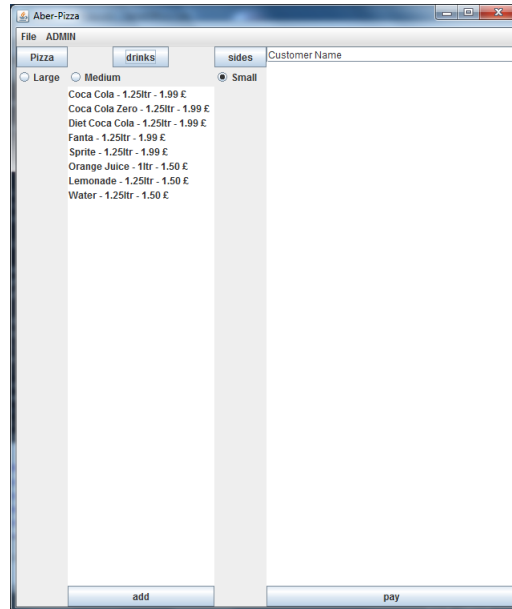 Aber-Pizza
File ADMIN
Pizza drinks sides Customer Name
Large Medium Small
Coca Cola - 1.25ltr - 1.99 £
Coca Cola Zero - 1.25ltr - 1.99 £
Diet Coca Cola - 1.25ltr - 1.99 £
Fanta - 1.25ltr - 1.99 £
Sprite - 1.25ltr - 1.99 £
Orange Juice - 1ltr - 1.50 £
Lemonade - 1.25ltr - 1.50 £
Water - 1.25ltr - 1.50 £
add pay